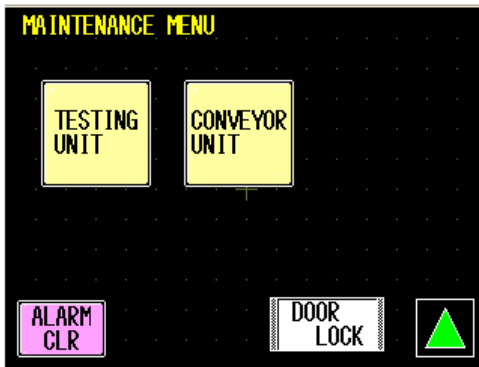 MAINTENANCE MENU
TESTING
UNIT
CONVEYOR
UNIT
ALARM
CLR
DOOR
LOCK